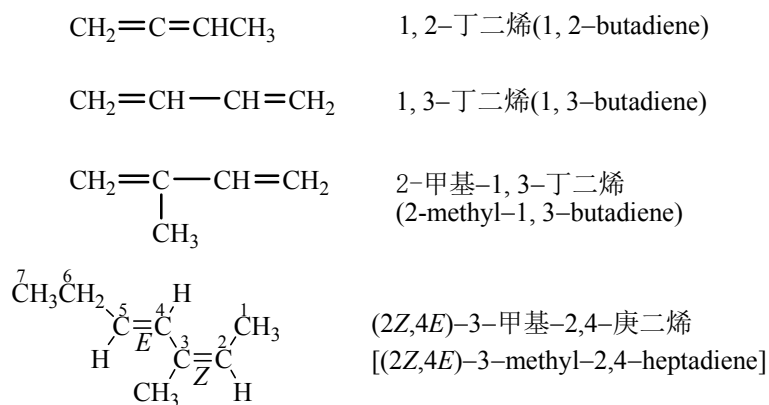 CH₂=C=CHCH₃ 1, 2–丁二烯(1, 2–butadiene)
CH₂=CH—CH=CH₂ 1, 3–丁二烯(1, 3–butadiene)
CH₂=C—CH=CH₂ 2-甲基–1, 3–丁二烯
(2-methyl–1, 3–butadiene)
CH₃
7 6
CH₃CH₂ H
5 4 1
C=C CH₃
E 3 2
H C=C
Z
CH₃ H
(2Z,4E)–3–甲基–2,4–庚二烯
[(2Z,4E)–3–methyl–2,4–heptadiene]